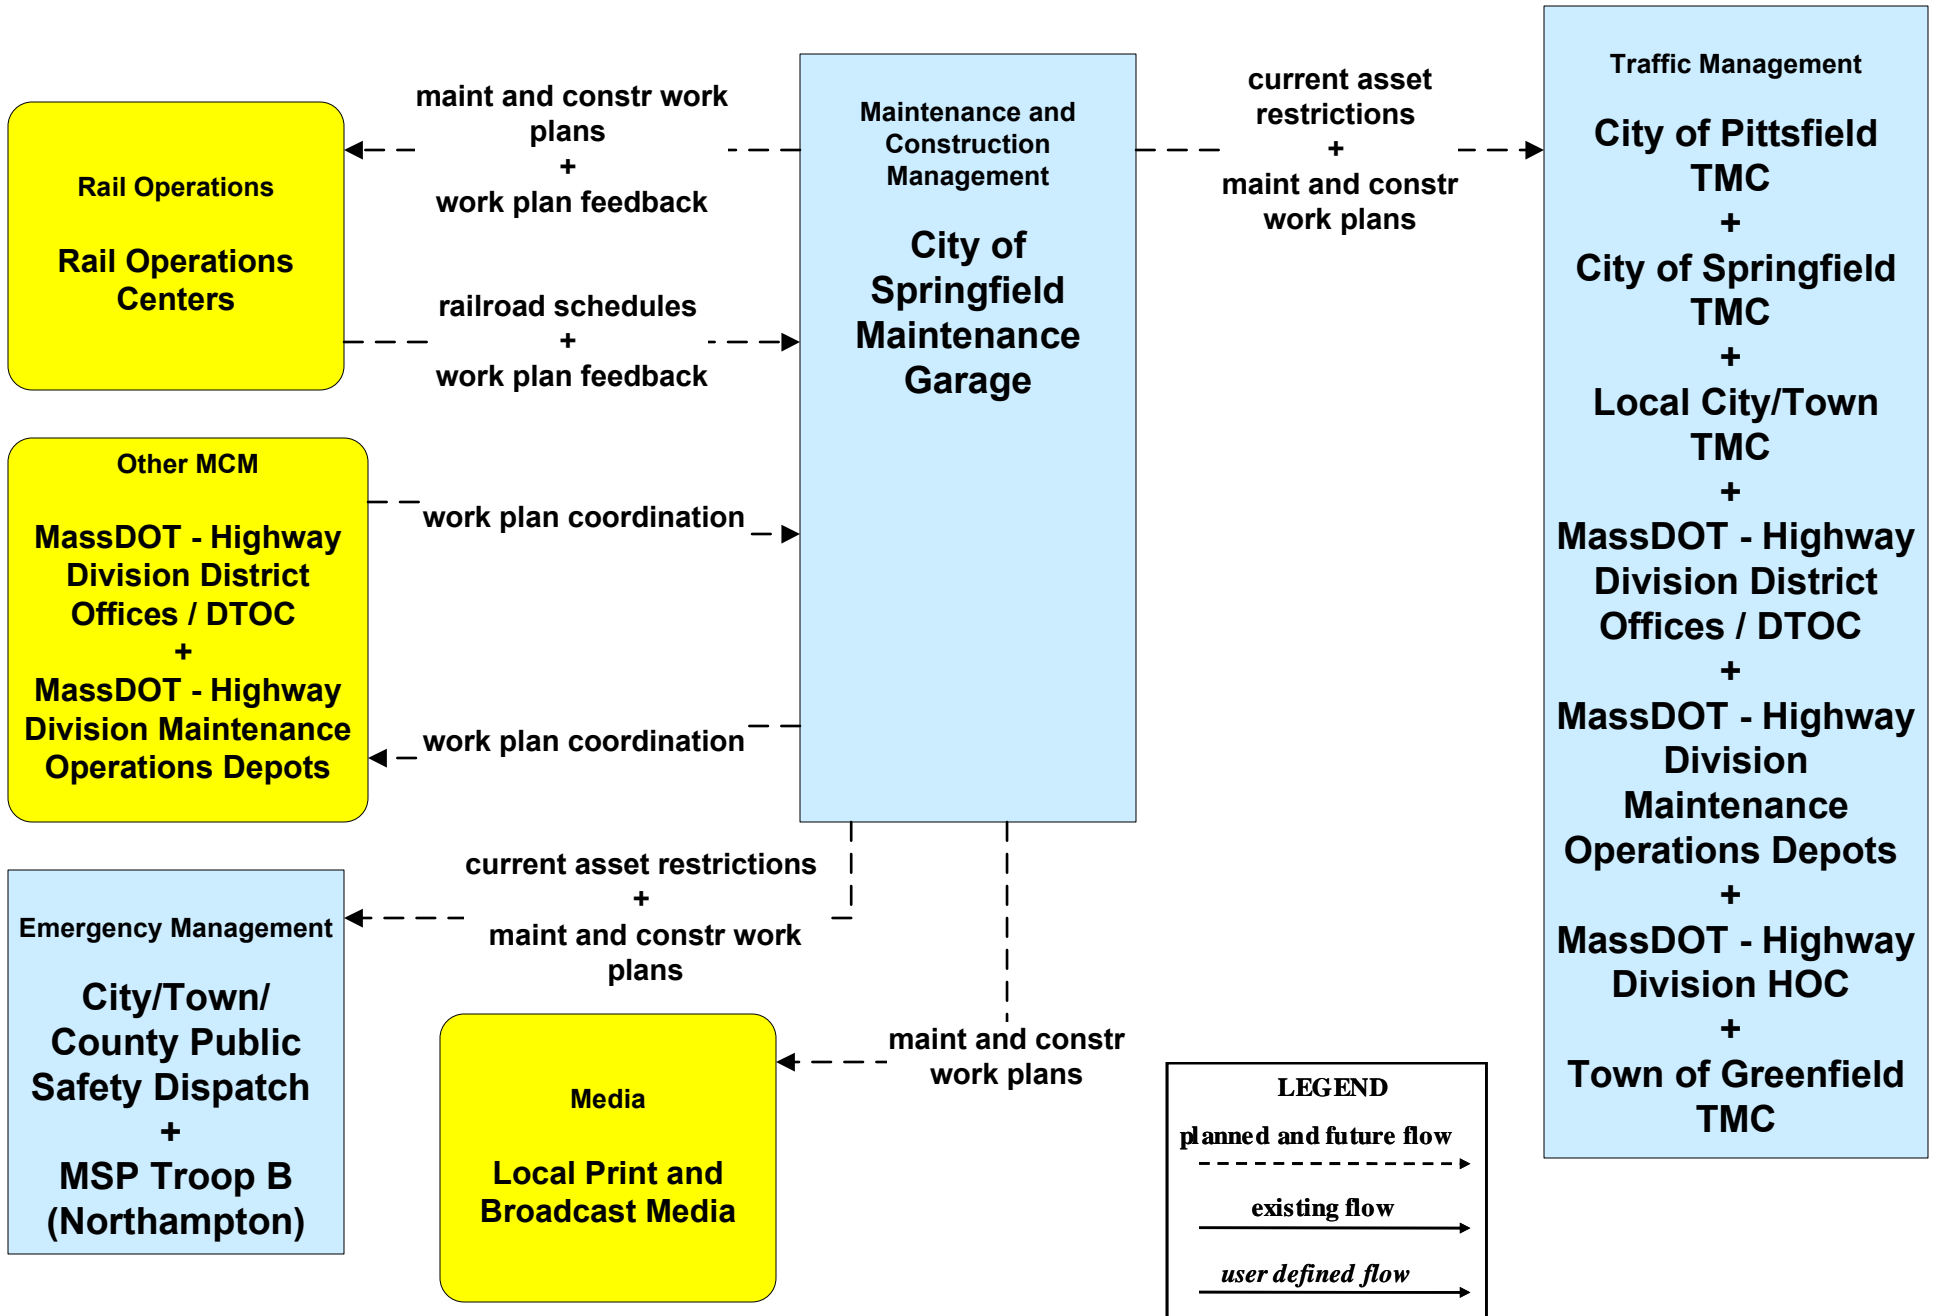 Rail Operations
Rail Operations
Centers
maint and constr work
plans
+
work plan feedback
railroad schedules
+
work plan feedback
Other MCM
MassDOT - Highway
Division District
Offices / DTOC
+
MassDOT - Highway
Division Maintenance
Operations Depots
work plan coordination
work plan coordination
Maintenance and
Construction
Management
City of
Springfield
Maintenance
Garage
current asset
restrictions
+
maint and constr
work plans
Traffic Management
City of Pittsfield
TMC
+
City of Springfield
TMC
+
Local City/Town
TMC
+
MassDOT - Highway
Division District
Offices / DTOC
+
MassDOT - Highway
Division
Maintenance
Operations Depots
+
MassDOT - Highway
Division HOC
+
Town of Greenfield
TMC
Emergency Management
City/Town/
County Public
Safety Dispatch
+
MSP Troop B
(Northampton)
current asset restrictions
+
maint and constr work
plans
Media
Local Print and
Broadcast Media
maint and constr
work plans
LEGEND
planned and future flow
existing flow
user defined flow